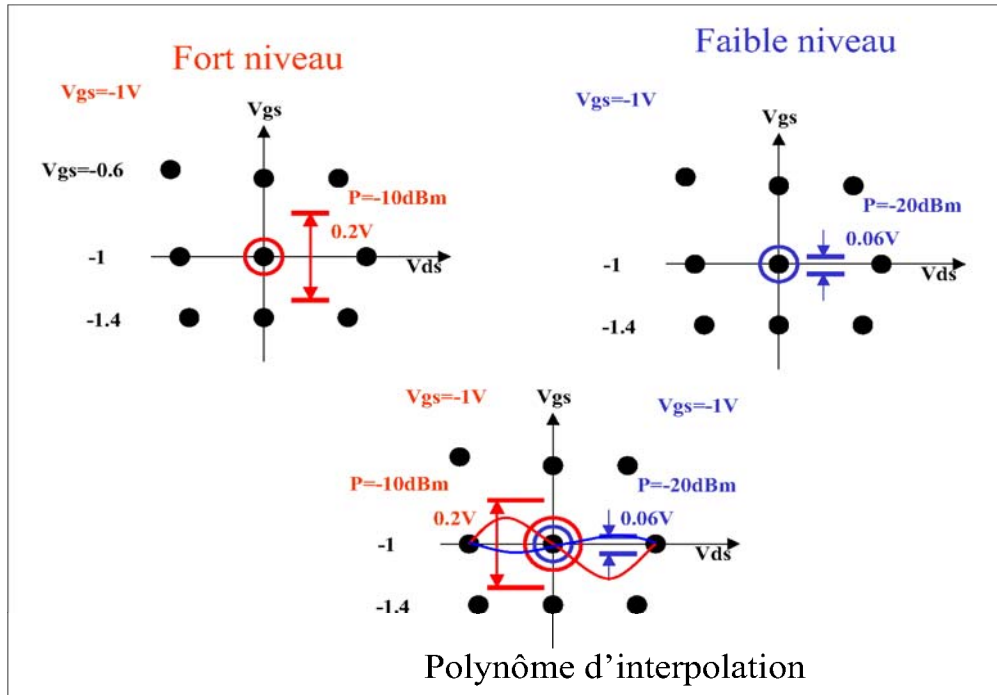 Fort niveau
Vgs=-1V
Vgs
Vgs=-0.6
P=-10dBm
0.2V
-1
Vds
-1.4
Faible niveau
Vgs=-1V
Vgs
P=-20dBm
0.06V
-1
Vds
-1.4
Vgs=-1V
Vgs
Vgs=-1V
P=-10dBm
P=-20dBm
0.2V
0.06V
-1
Vds
-1.4
Polynôme d'interpolation